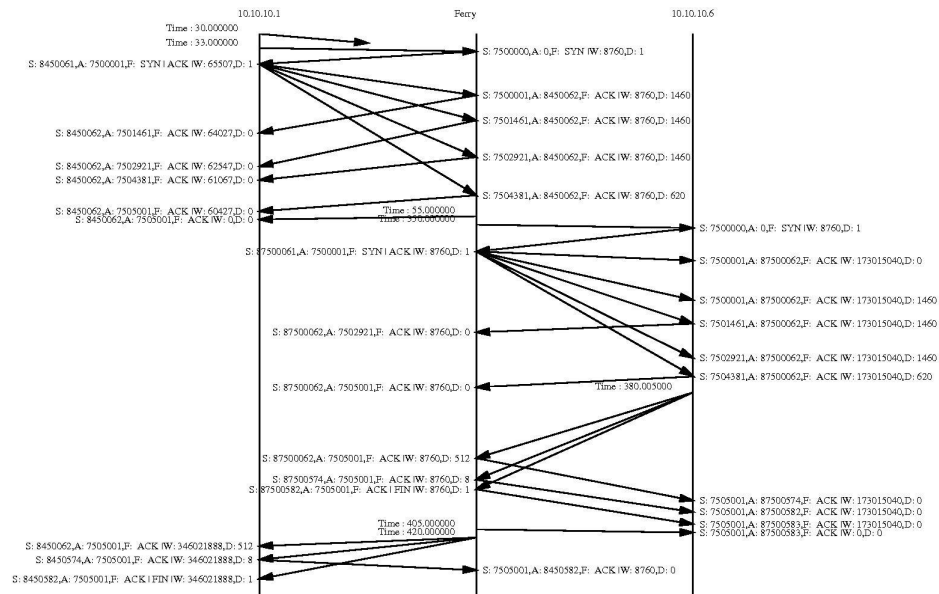 10.10.10.1 Ferry 10.10.10.6
Time : 30.000000
Time : 33.000000
S: 7500000,A: 0,F: SYN |W: 8760,D: 1
S: 8450061,A: 7500001,F: SYN | ACK |W: 65507,D: 1
S: 7500001,A: 8450062,F: ACK |W: 8760,D: 1460
S: 7501461,A: 8450062,F: ACK |W: 8760,D: 1460
S: 8450062,A: 7501461,F: ACK |W: 64027,D: 0
S: 7502921,A: 8450062,F: ACK |W: 8760,D: 1460
S: 8450062,A: 7502921,F: ACK |W: 62547,D: 0
S: 8450062,A: 7504381,F: ACK |W: 61067,D: 0
S: 7504381,A: 8450062,F: ACK |W: 8760,D: 620
S: 8450062,A: 7505001,F: ACK |W: 60427,D: 0
Time : 55.000000
S: 8450062,A: 7505001,F: ACK |W: 0,D: 0
S: 7500000,A: 0,F: SYN |W: 8760,D: 1
S: 87500061,A: 7500001,F: SYN | ACK |W: 8760,D: 1
S: 7500001,A: 87500062,F: ACK |W: 173015040,D: 0
S: 7500001,A: 87500062,F: ACK |W: 173015040,D: 1460
S: 7501461,A: 87500062,F: ACK |W: 173015040,D: 1460
S: 87500062,A: 7502921,F: ACK |W: 8760,D: 0
S: 7502921,A: 87500062,F: ACK |W: 173015040,D: 1460
S: 7504381,A: 87500062,F: ACK |W: 173015040,D: 620
S: 87500062,A: 7505001,F: ACK |W: 8760,D: 0
Time : 380.005000
S: 87500062,A: 7505001,F: ACK |W: 8760,D: 512
S: 87500574,A: 7505001,F: ACK |W: 8760,D: 8
S: 87500582,A: 7505001,F: ACK | FIN |W: 8760,D: 1
S: 7505001,A: 87500574,F: ACK |W: 173015040,D: 0
S: 7505001,A: 87500582,F: ACK |W: 173015040,D: 0
S: 7505001,A: 87500583,F: ACK |W: 173015040,D: 0
Time : 405.000000
S: 7505001,A: 87500583,F: ACK |W: 0,D: 0
Time : 420.000000
S: 8450062,A: 7505001,F: ACK |W: 346021888,D: 512
S: 8450574,A: 7505001,F: ACK |W: 346021888,D: 8
S: 7505001,A: 8450582,F: ACK |W: 8760,D: 0
S: 8450582,A: 7505001,F: ACK | FIN |W: 346021888,D: 1